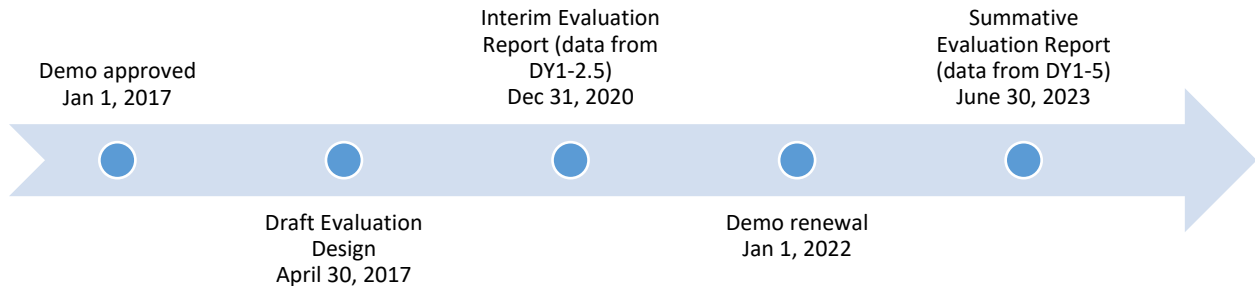 Demo approved
Jan 1, 2017
Draft Evaluation
Design
April 30, 2017
Interim Evaluation
Report (data from
DY1-2.5)
Dec 31, 2020
Demo renewal
Jan 1, 2022
Summative
Evaluation Report
(data from DY1-5)
June 30, 2023